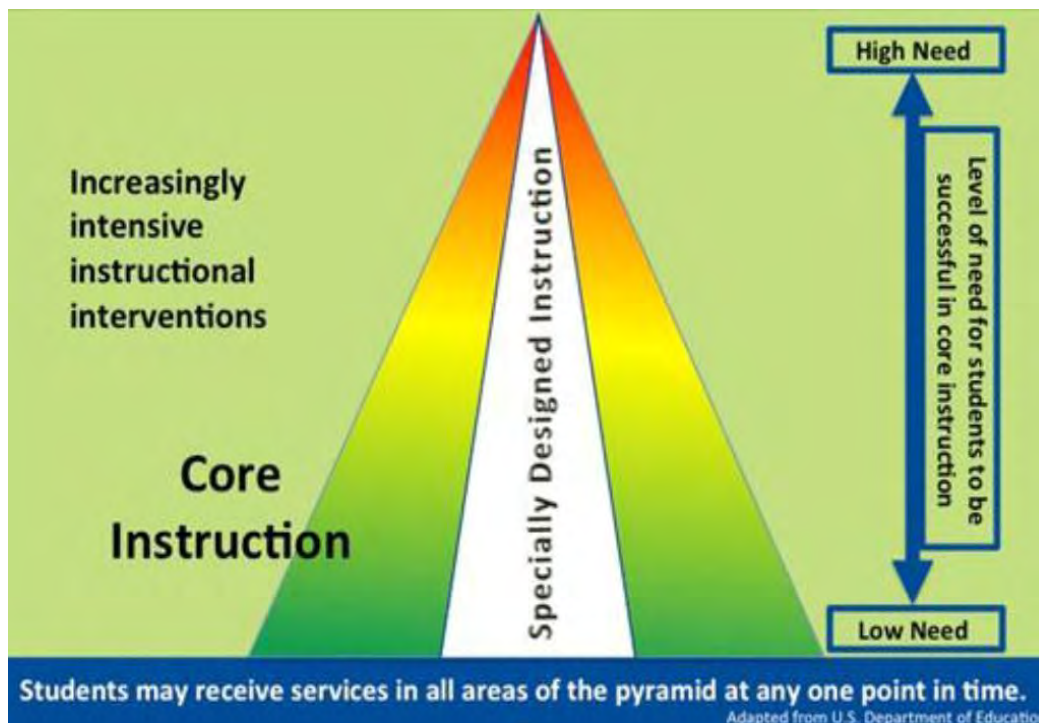 High Need
Increasingly
intensive
instructional
interventions
Core
Instruction
Specially Designed Instruction
Level of need for students to be
successful in core instruction
Low Need
Students may receive services in all areas of the pyramid at any one point in time.
Adapted from U.S. Department of Educatio